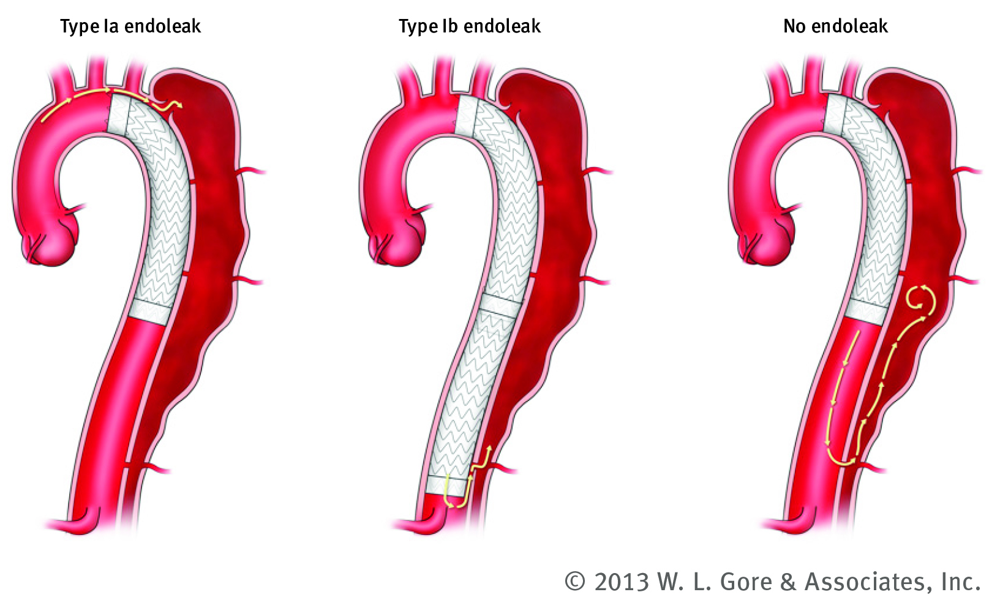 Type Ia endoleak
Type Ib endoleak
No endoleak
© 2013 W. L. Gore & Associates, Inc.